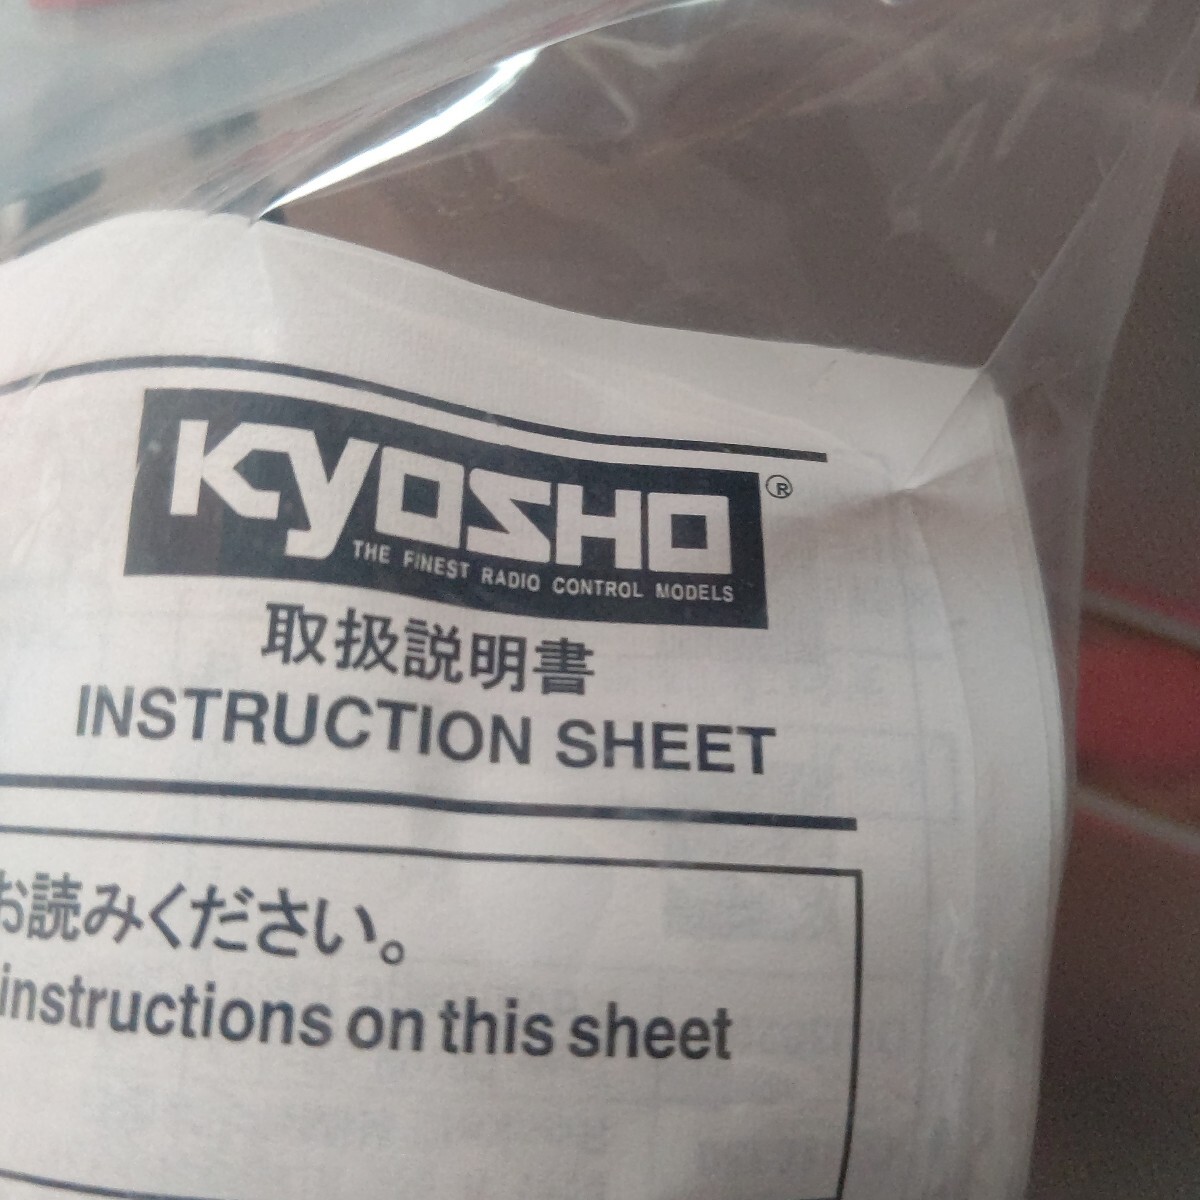 KYOSHO®
THE FINEST RADIO CONTROL MODELS
取扱説明書
INSTRUCTION SHEET
お読みください。
instructions on this sheet